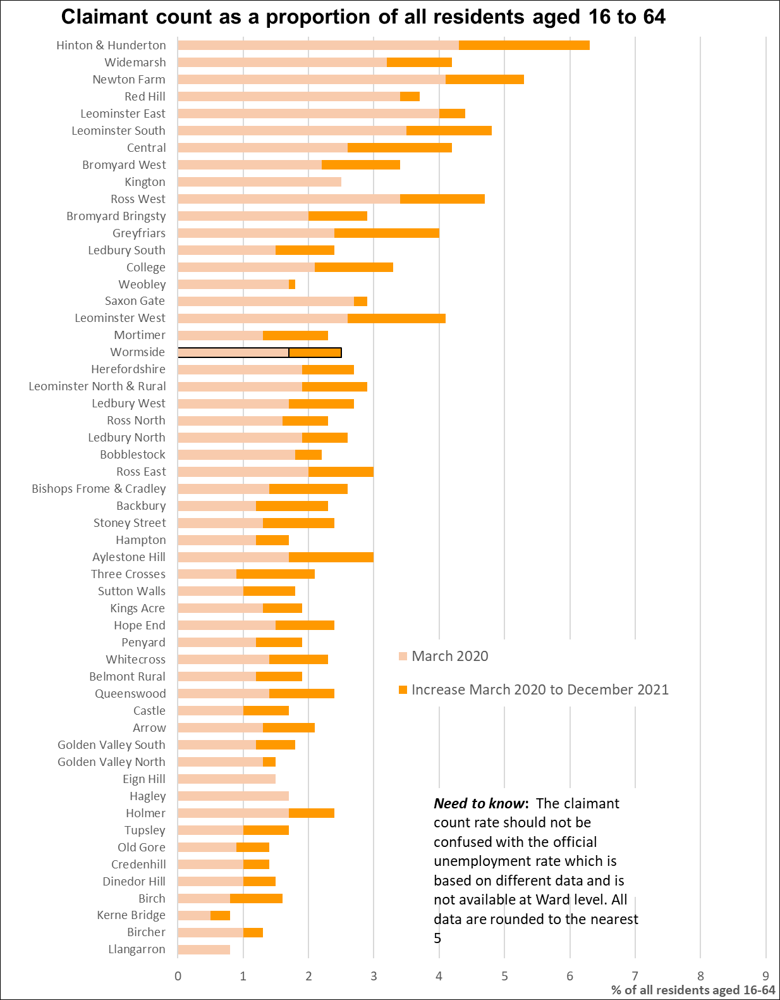 Claimant count as a proportion of all residents aged 16 to 64
Hinton & Hunderton
Widemarsh
Newton Farm
Red Hill
Leominster East
Leominster South
Central
Bromyard West
Kington
Ross West
Bromyard Bringsty
Greyfriars
Ledbury South
College
Weobley
Saxon Gate
Leominster West
Mortimer
Wormside
Herefordshire
Leominster North & Rural
Ledbury West
Ross North
Ledbury North
Bobblestock
Ross East
Bishops Frome & Cradley
Backbury
Stoney Street
Hampton
Aylestone Hill
Three Crosses
Sutton Walls
Kings Acre
Hope End
Penyard
Whitecross
Belmont Rural
Queenswood
Castle
Arrow
Golden Valley South
Golden Valley North
Eign Hill
Hagley
Holmer
Tupsley
Old Gore
Credenhill
Dinedor Hill
Birch
Kerne Bridge
Bircher
Llangarron
March 2020
Increase March 2020 to December 2021
Need to know:  The claimant
count rate should not be
confused with the official
unemployment rate which is
based on different data and is
not available at Ward level. All
data are rounded to the nearest
5
0 1 2 3 4 5 6 7 8 9
% of all residents aged 16-64